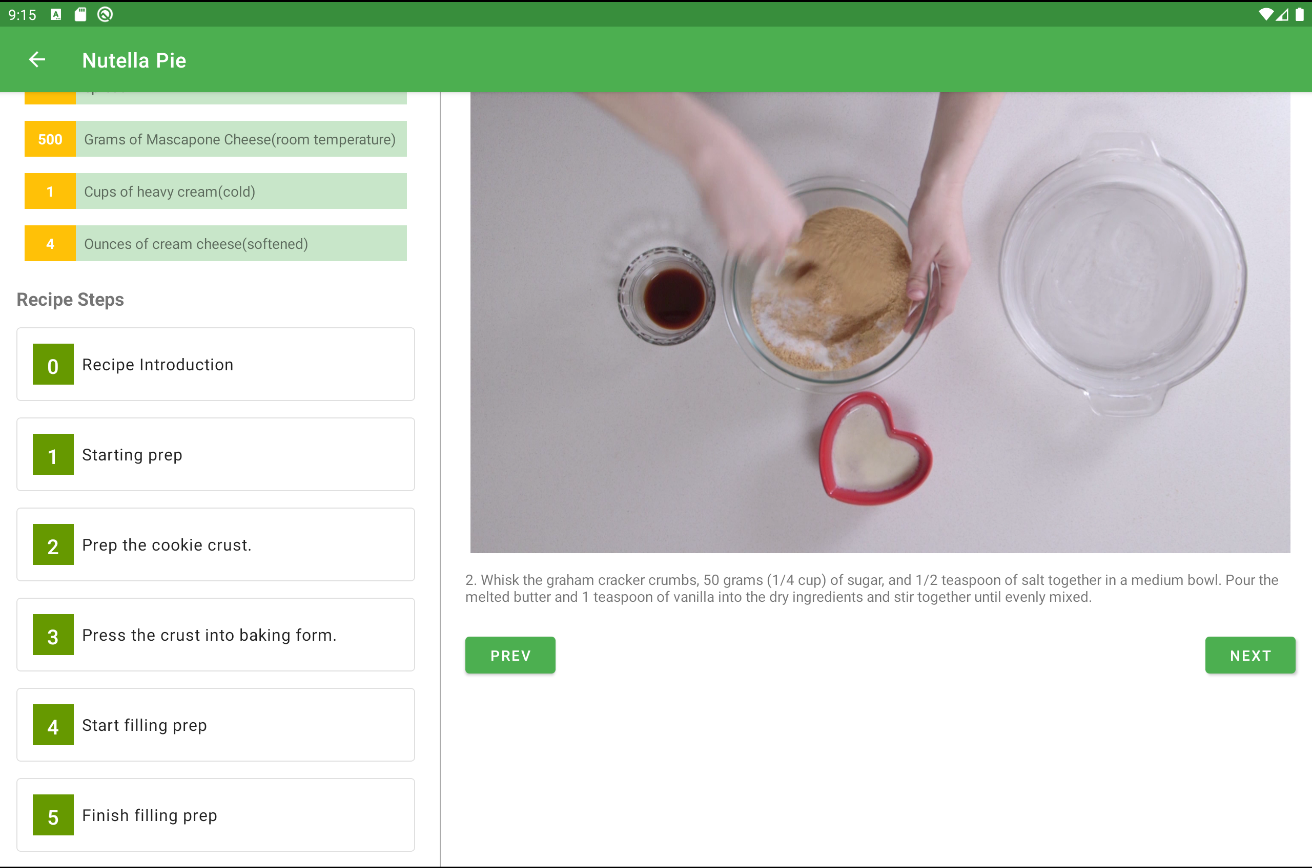 9:15
Nutella Pie
500 Grams of Mascapone Cheese(room temperature)
1 Cups of heavy cream(cold)
4 Ounces of cream cheese(softened)
Recipe Steps
0 Recipe Introduction
1 Starting prep
2 Prep the cookie crust.
3 Press the crust into baking form.
4 Start filling prep
5 Finish filling prep
2. Whisk the graham cracker crumbs, 50 grams (1/4 cup) of sugar, and 1/2 teaspoon of salt together in a medium bowl. Pour the
melted butter and 1 teaspoon of vanilla into the dry ingredients and stir together until evenly mixed.
PREV
NEXT